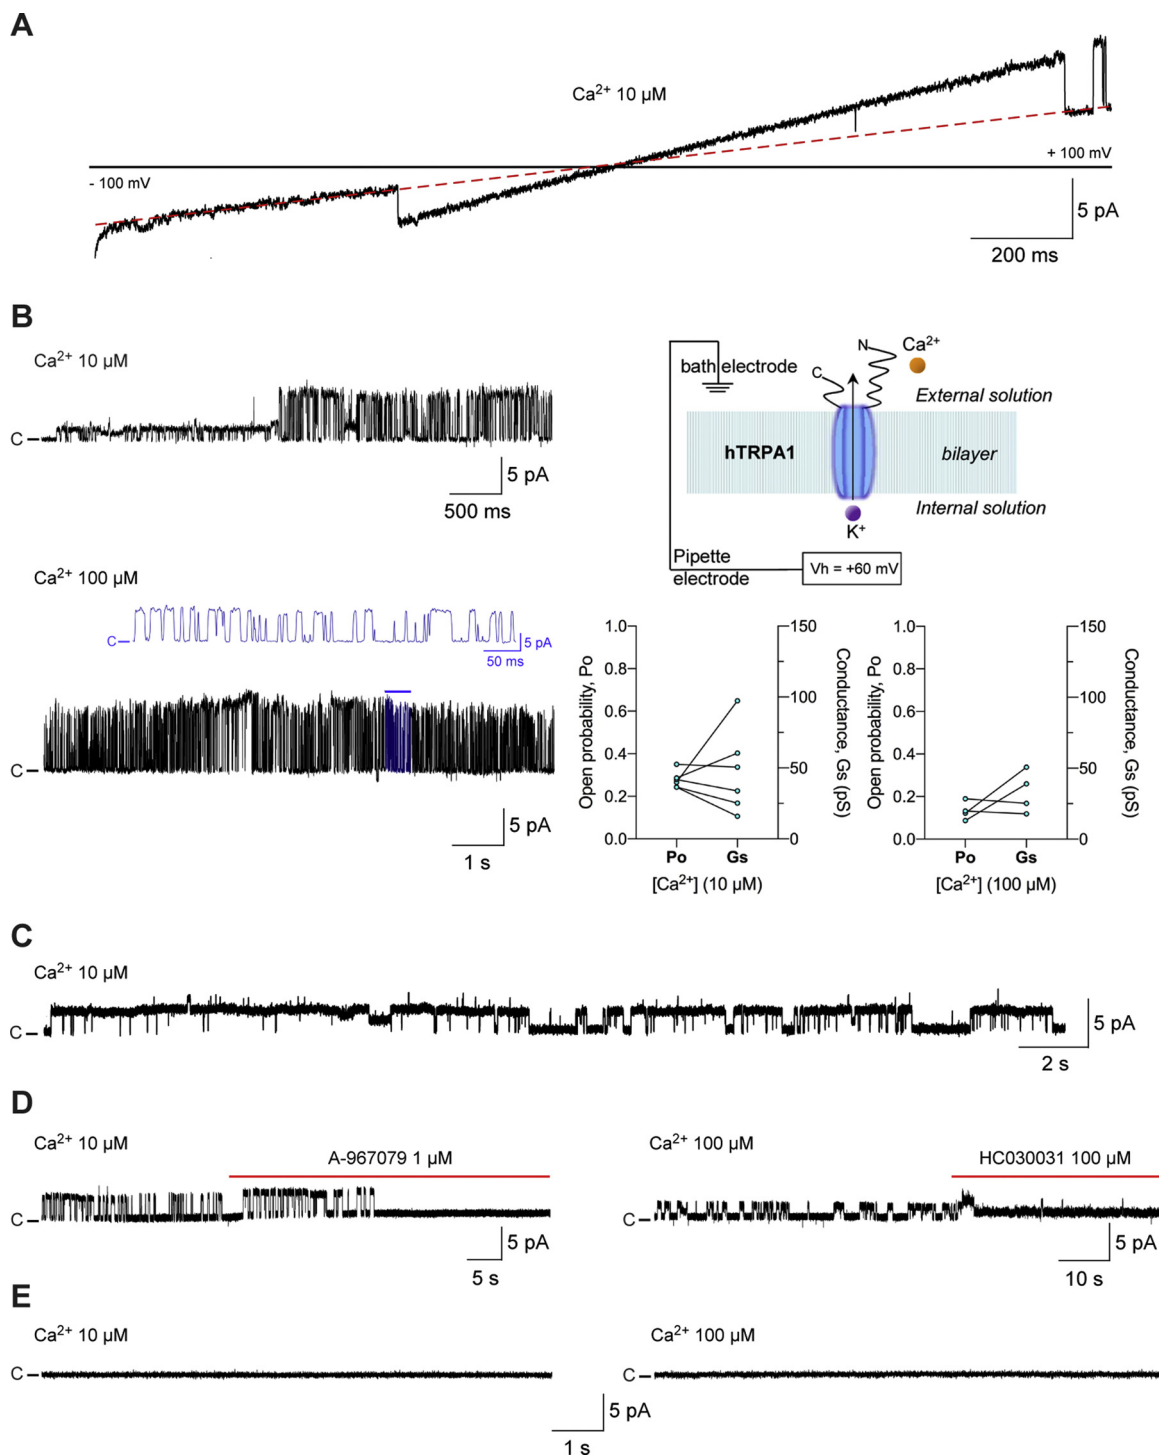 A
Ca²⁺ 10 µM
- 100 mV
+ 100 mV
5 pA
200 ms
B
Ca²⁺ 10 µM
C
5 pA
500 ms
Ca²⁺ 100 µM
C
5 pA
50 ms
C
5 pA
1 s
bath electrode
N
C
Ca²⁺
External solution
hTRPA1
bilayer
Internal solution
K⁺
Pipette
electrode
Vh = +60 mV
1.0
0.8
0.6
0.4
0.2
0.0
Open probability, Po
150
100
50
0
Conductance, Gs (pS)
Po
Gs
[Ca²⁺] (10 µM)
1.0
0.8
0.6
0.4
0.2
0.0
Open probability, Po
150
100
50
0
Conductance, Gs (pS)
Po
Gs
[Ca²⁺] (100 µM)
C
Ca²⁺ 10 µM
C
5 pA
2 s
D
Ca²⁺ 10 µM
A-967079 1 µM
C
5 pA
5 s
Ca²⁺ 100 µM
HC030031 100 µM
C
5 pA
10 s
E
Ca²⁺ 10 µM
C
Ca²⁺ 100 µM
C
5 pA
1 s